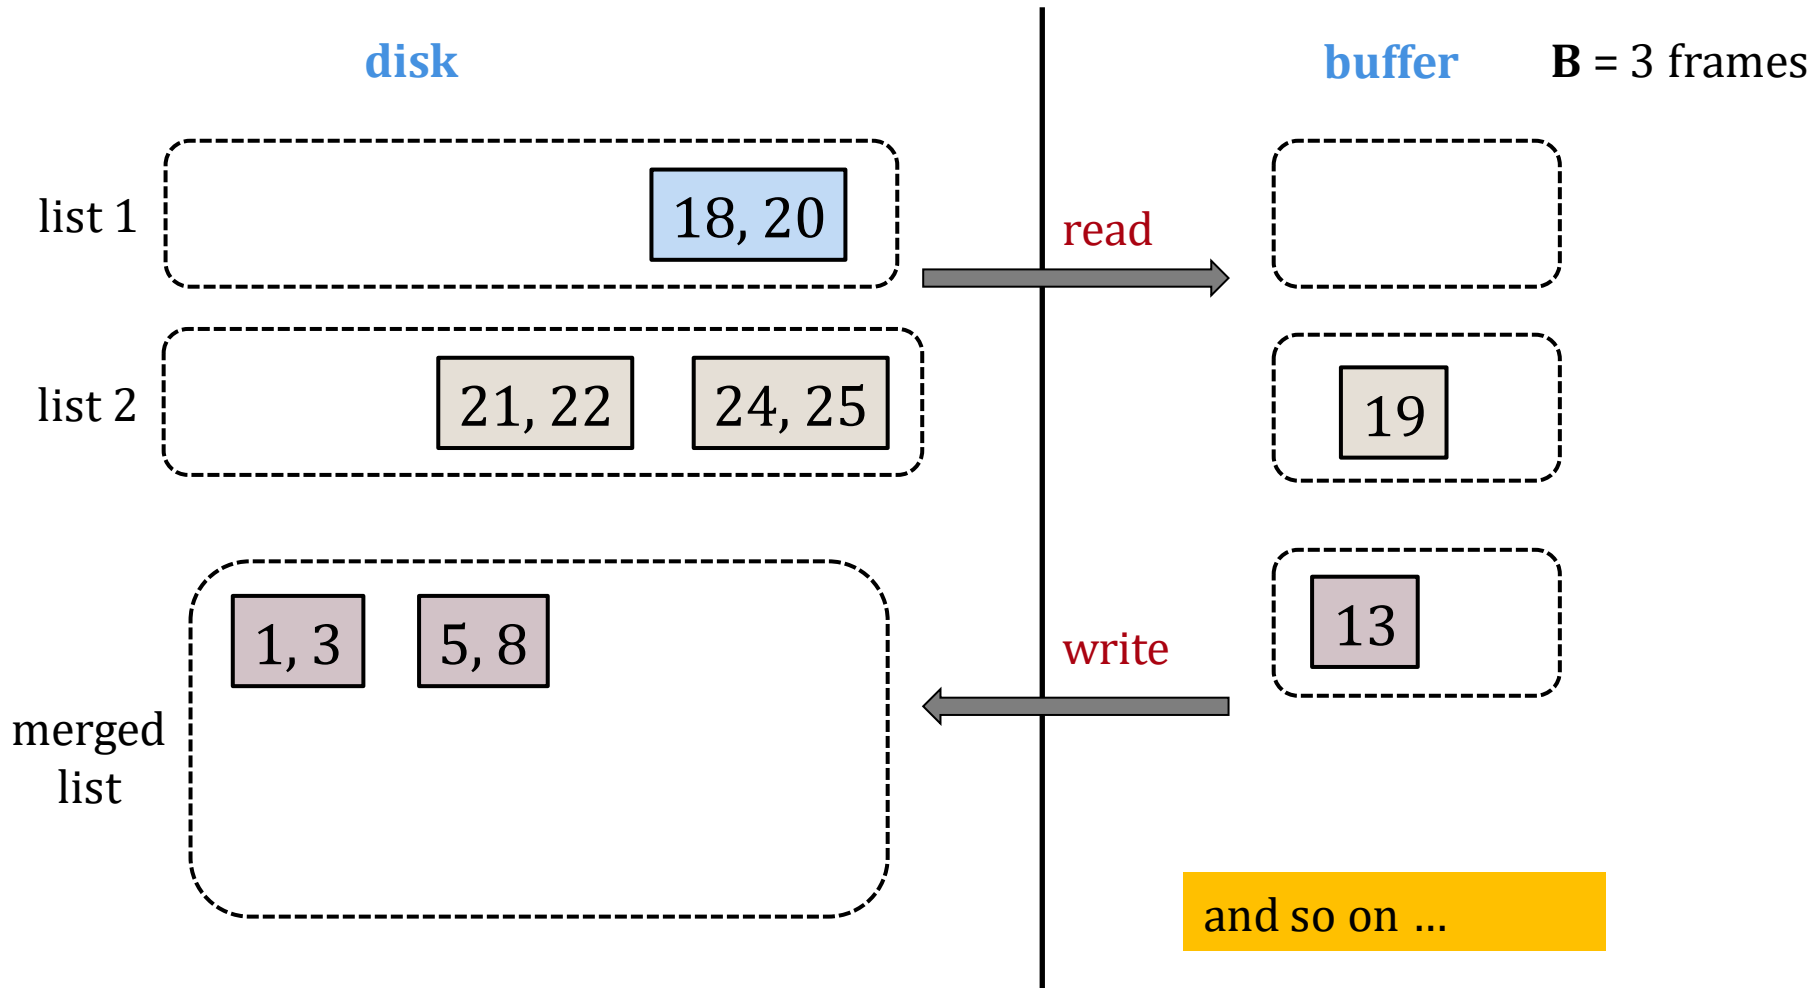 disk
buffer
B = 3 frames
list 1
18, 20
read
list 2
21, 22
24, 25
19
1, 3
5, 8
13
write
merged
list
and so on ...